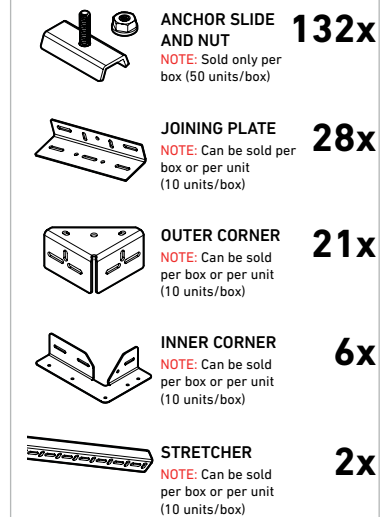 ANCHOR SLIDE
AND NUT
132x
NOTE: Sold only per
box (50 units/box)
JOINING PLATE
28x
NOTE: Can be sold per
box or per unit
(10 units/box)
OUTER CORNER
21x
NOTE: Can be sold
per box or per unit
(10 units/box)
INNER CORNER
6x
NOTE: Can be sold
per box or per unit
(10 units/box)
STRETCHER
2x
NOTE: Can be sold
per box or per unit
(10 units/box)